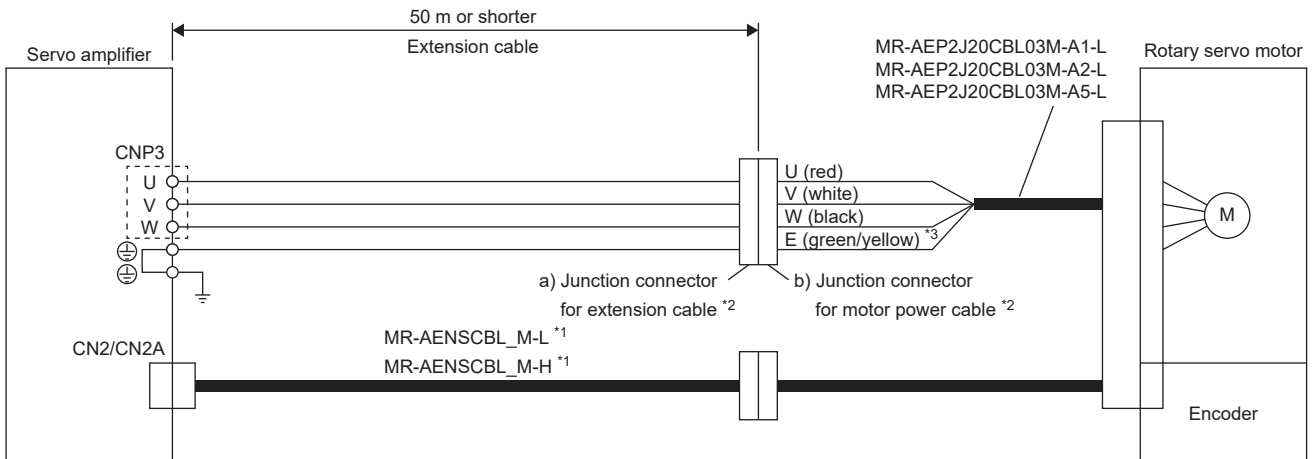 50 m or shorter
Extension cable
Servo amplifier
MR-AEP2J20CBL03M-A1-L
MR-AEP2J20CBL03M-A2-L
MR-AEP2J20CBL03M-A5-L
Rotary servo motor
CNP3
U
V
W
U (red)
V (white)
W (black)
E (green/yellow) *3
M
a) Junction connector
for extension cable *2
b) Junction connector
for motor power cable *2
MR-AENSCBL_M-L *1
MR-AENSCBL_M-H *1
CN2/CN2A
Encoder